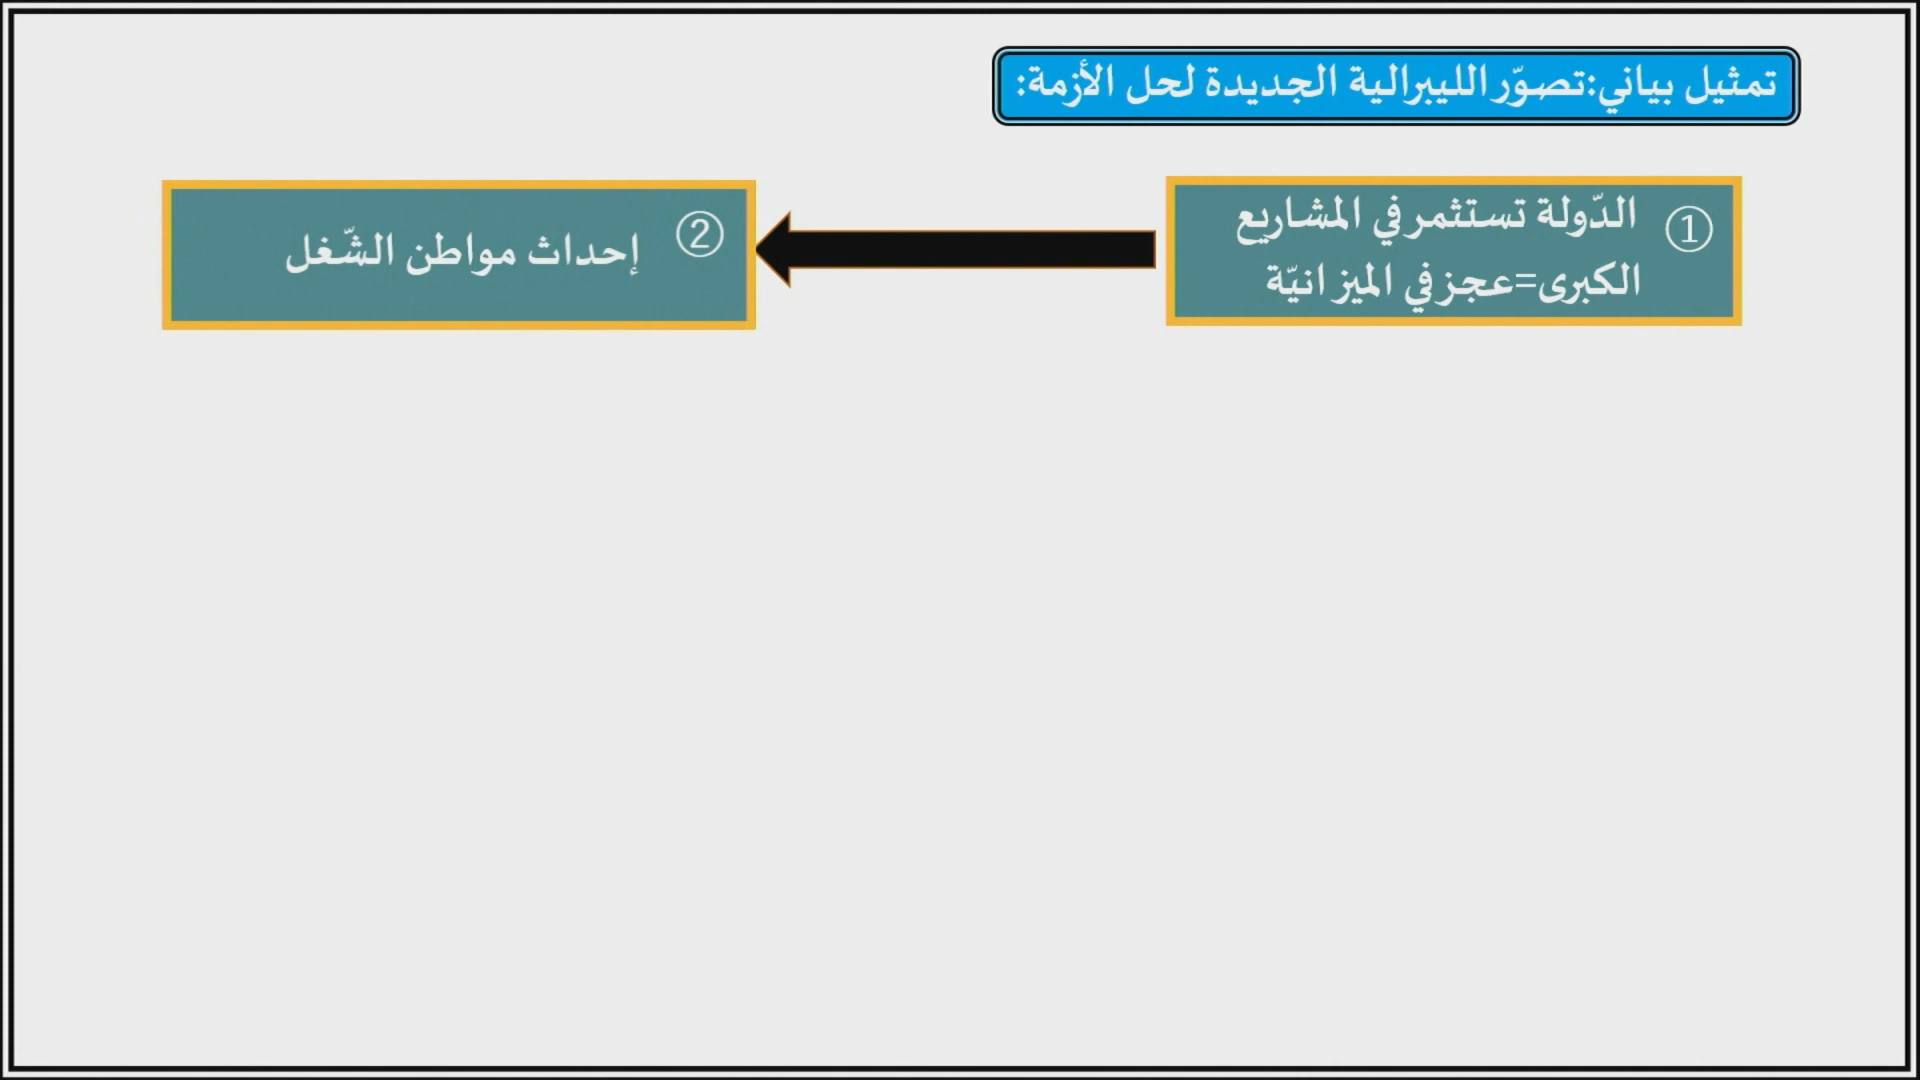 تمثيل بياني:تصوّر الليبرالية الجديدة لحل الأزمة:
① الدّولة تستثمر في المشاريع
الكبرى=عجز في الميزانيّة
② إحداث مواطن الشّغل